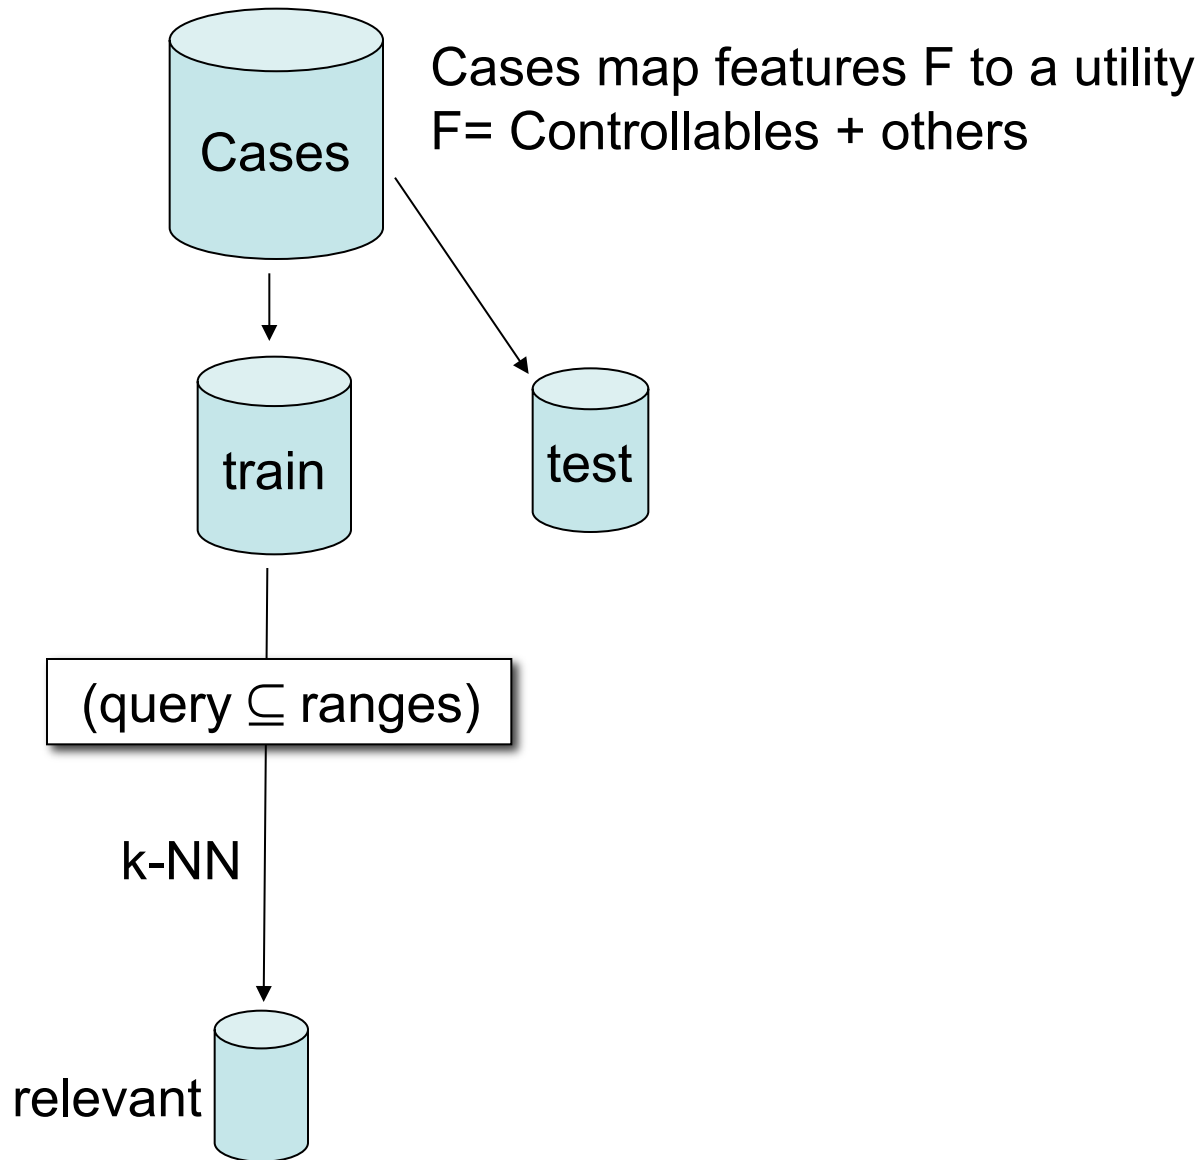 Cases map features F to a utility
F= Controllables + others
Cases
train
test
(query ⊆ ranges)
k-NN
relevant